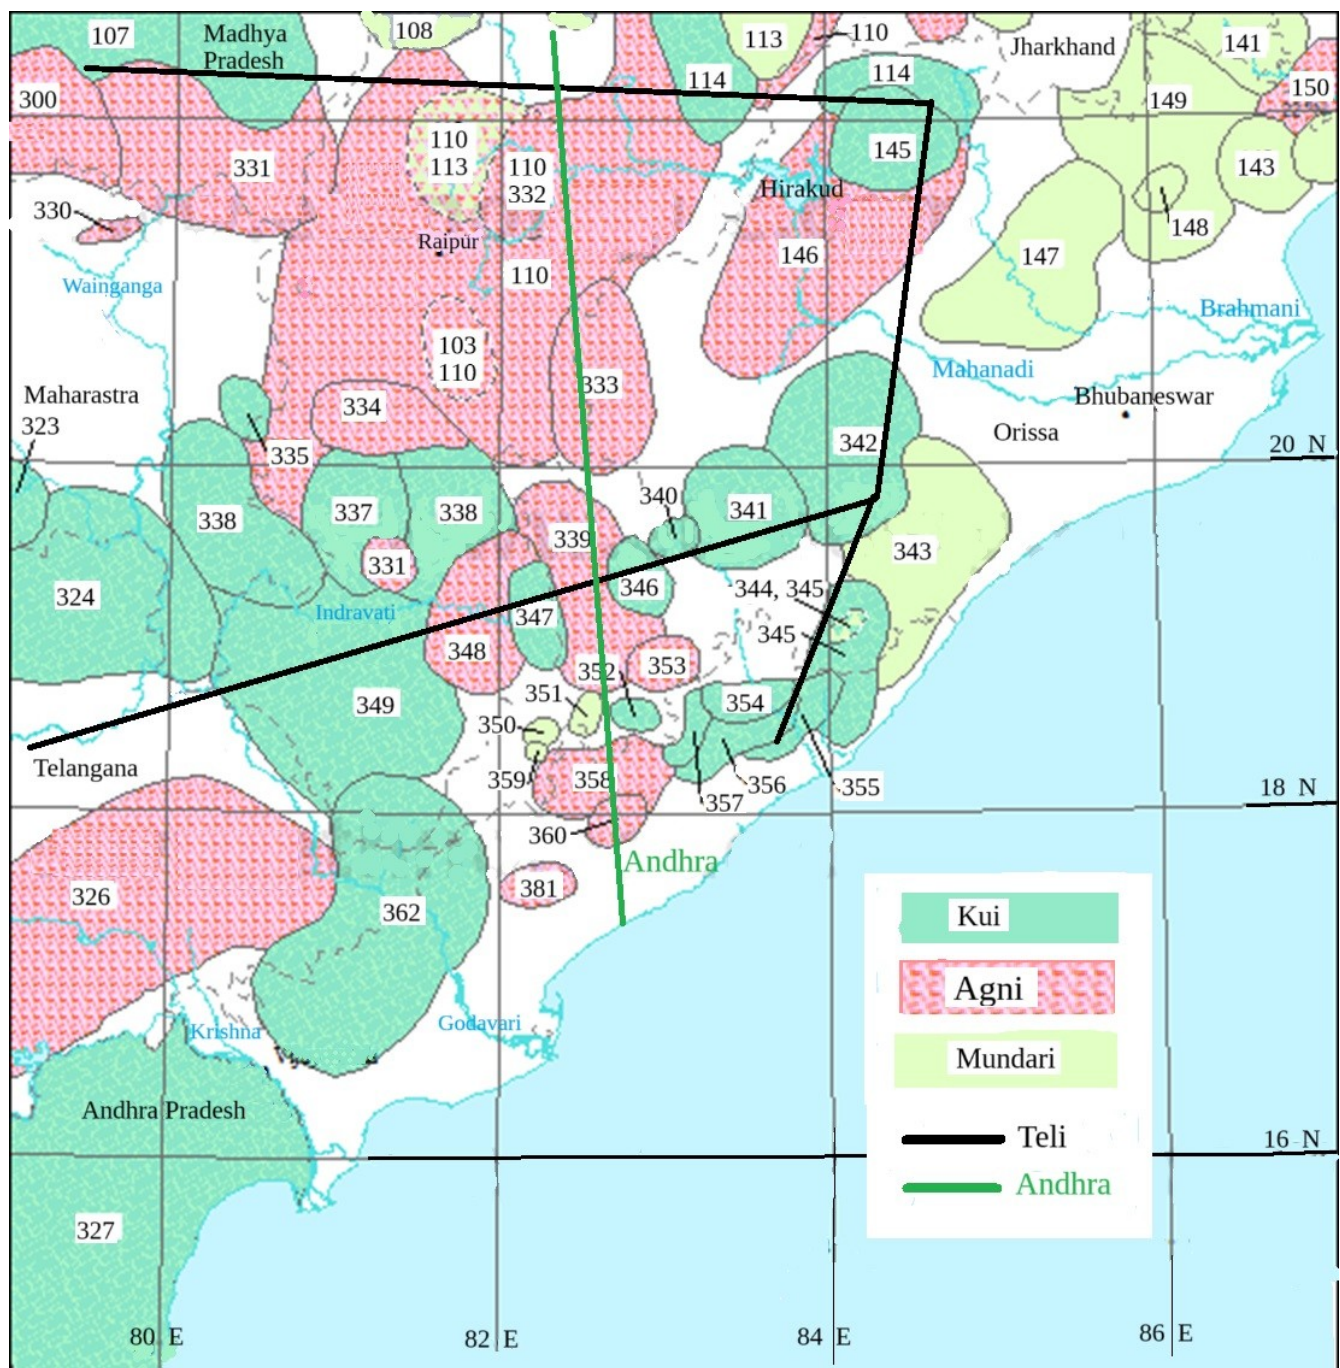 107
Madhya
Pradesh
108
113
110
Jharkhand
141
114
114
300
149
150
110
113
331
110
332
145
143
Hirakud
330
Raipur
148
146
147
110
Wainganga
Brahmani
103
110
333
Mahanadi
Maharastra
334
Bhubaneswar
323
Orissa
342
20 N
335
340
338
337
338
341
339
343
331
344, 345
346
324
Indravati
347
345
348
352
353
351
349
354
350
Telangana
359
358
356
355
18 N
357
360
Andhra
381
326
362
Kui
Agni
Krishna
Godavari
Mundari
Andhra Pradesh
Teli
16 N
Andhra
327
80 E
82 E
84 E
86 E